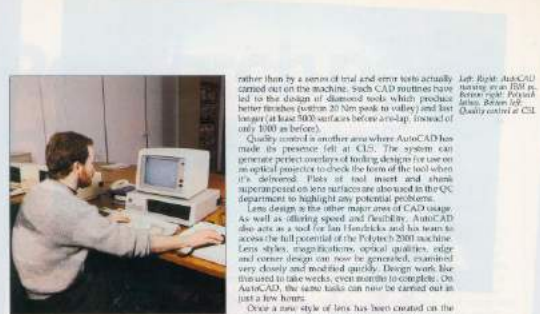 rather than by a series of trial and error tests actually
carried out on the machine. Such CAD routines have
led to the design of diamond tools which produce
better finishes (within 20 Nm peak to valley) and last
longer (at least 5000 surfaces before a re-lap, instead of
only 1000 as before).
Quality control is another area where AutoCAD has
made its presence felt at CLS. The system can
generate perfect overlays of tooling designs for use on
an optical projector to check the form of the tool when
it's delivered. Plots of tool insert and shank
superimposed on lens surfaces are also used in the QC
department to highlight any potential problems.
Lens design is the other major area of CAD usage.
As well as offering speed and flexibility, AutoCAD
also acts as a tool for Ian Hendricks and his team to
access the full potential of the Polytech 2000 machine.
Lens styles, magnifications, optical qualities, edge
and corner design can now be generated, examined
very closely and modified quickly. Design work like
this used to take weeks, even months to complete. On
AutoCAD, the same tasks can now be carried out in
just a few hours.
Once a new style of lens has been created on the
Left: Right: AutoCAD
running on an IBM pc.
Bottom right: Polytech
lathes. Bottom left:
Quality control at CSL